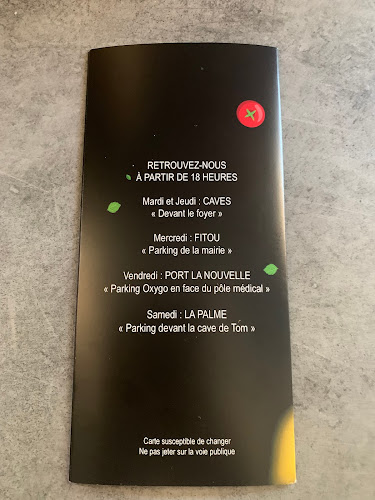 RETROUVEZ-NOUS
À PARTIR DE 18 HEURES
Mardi et Jeudi : CAVES
« Devant le foyer »
Mercredi : FITOU
« Parking de la mairie »
Vendredi : PORT LA NOUVELLE
« Parking Oxygo en face du pôle médical »
Samedi : LA PALME
« Parking devant la cave de Tom »
Carte susceptible de changer
Ne pas jeter sur la voie publique